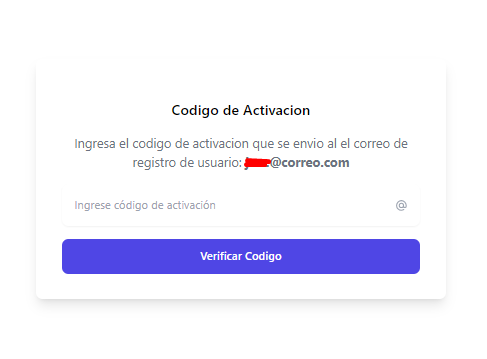 Codigo de Activacion
Ingresa el codigo de activacion que se envio al el correo de
registro de usuario: @correo.com
Ingrese código de activación @
Verificar Codigo